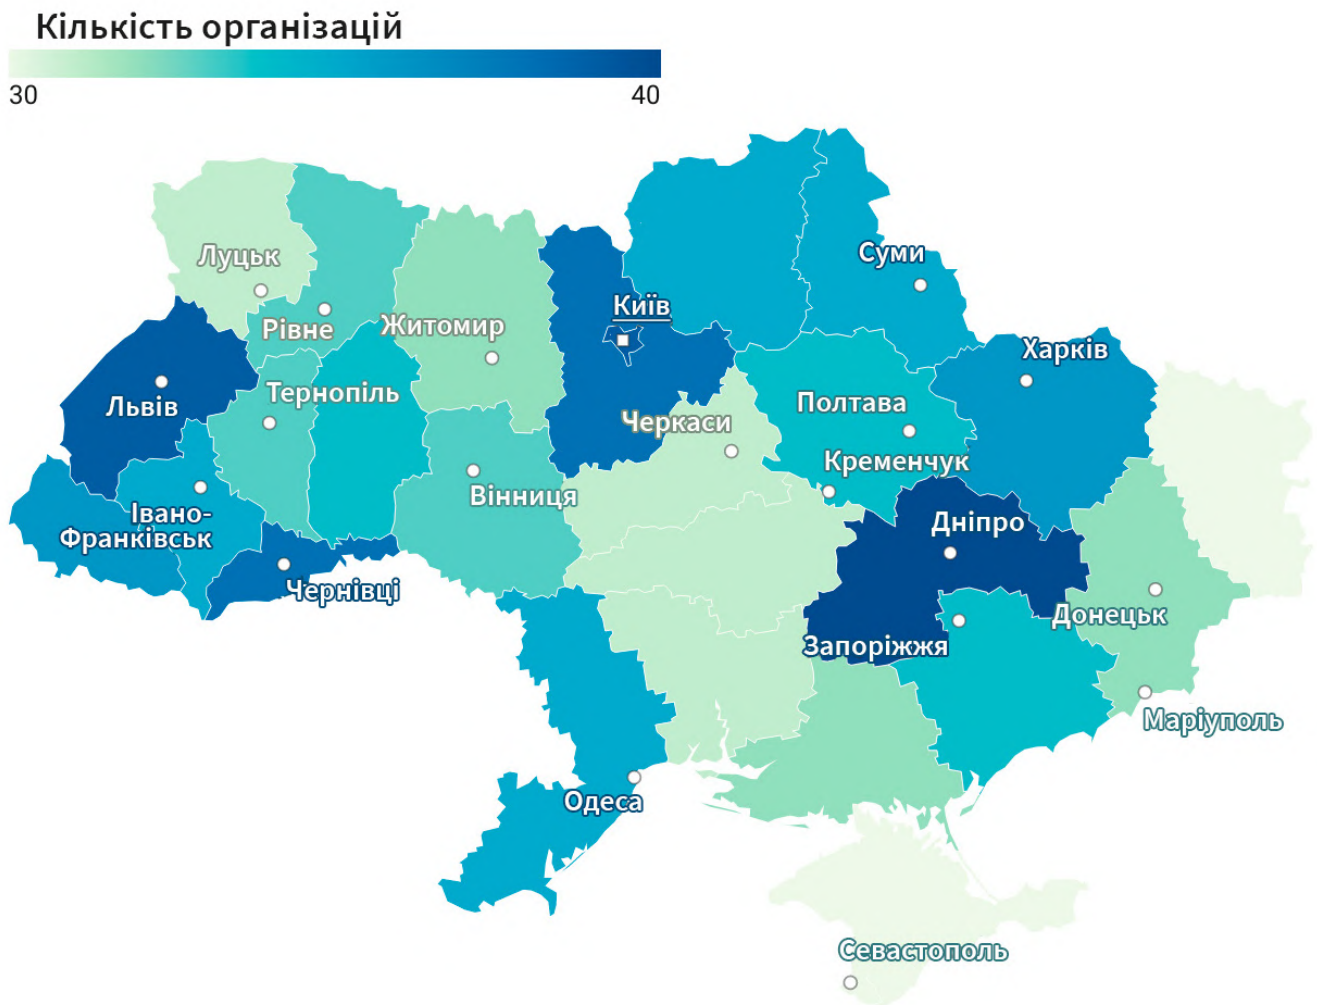 Кількість організацій
30
40
Луцьк
Суми
Київ
Рівне
Житомир
Харків
Тернопіль
Львів
Черкаси
Полтава
Кременчук
Вінниця
Івано-
Франківськ
Дніпро
Чернівці
Донецьк
Запоріжжя
Маріуполь
Одеса
Севастополь